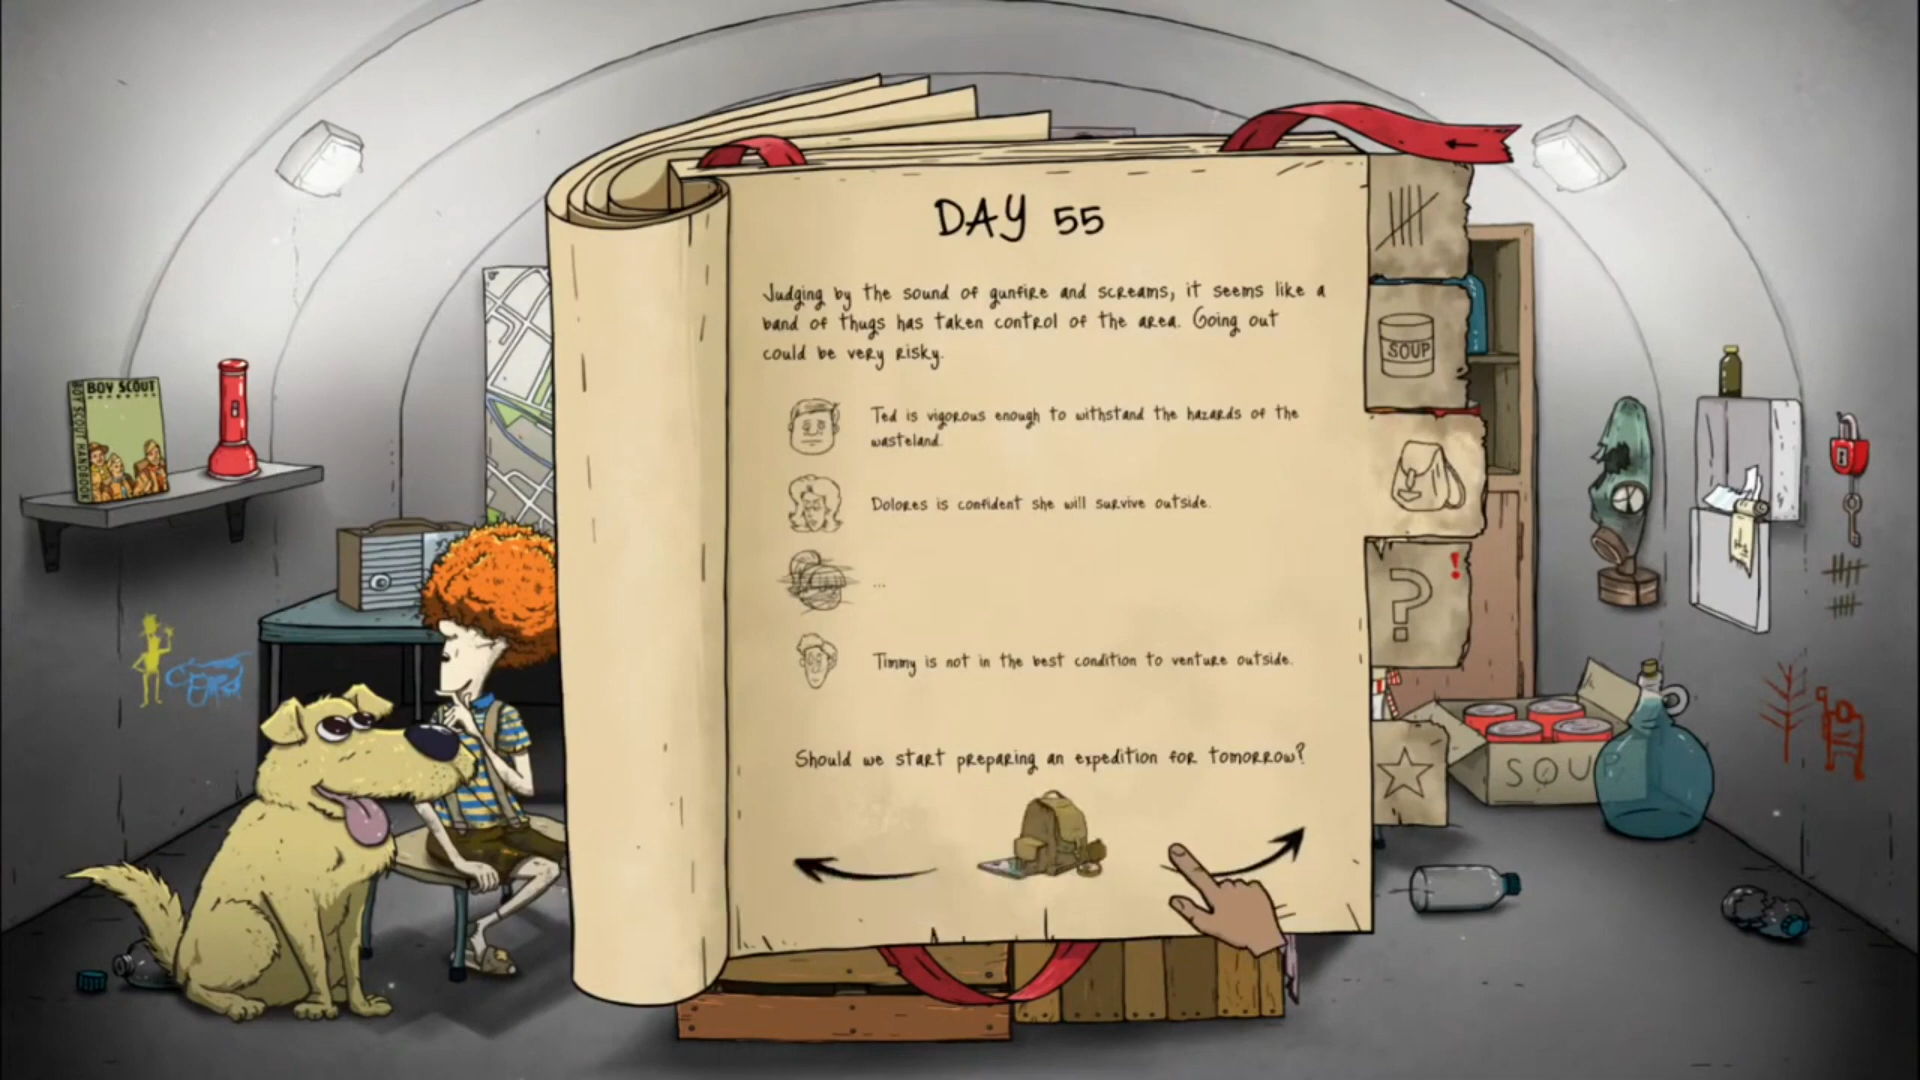 DAY 55
Judging by the sound of gunfire and screams, it seems like a
band of thugs has taken control of the area. Going out
could be very risky.
Ted is vigorous enough to withstand the hazards of the
wasteland.
Dolores is confident she will survive outside.
...
Timmy is not in the best condition to venture outside.
Should we start preparing an expedition for tomorrow?
SOUP
?
!
BOY SCOUT
BOY SCOUT HANDBOOK
SOUP